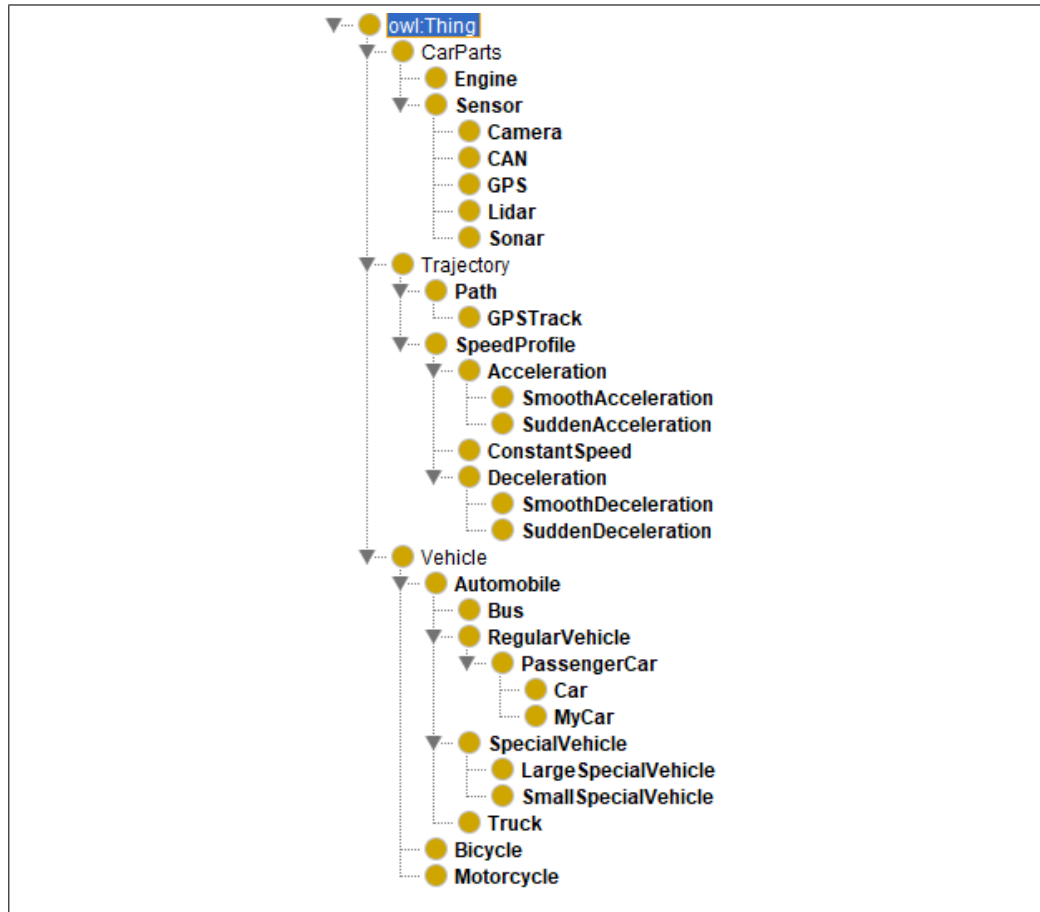 owl:Thing
CarParts
Engine
Sensor
Camera
CAN
GPS
Lidar
Sonar
Trajectory
Path
GPSTrack
SpeedProfile
Acceleration
SmoothAcceleration
SuddenAcceleration
ConstantSpeed
Deceleration
SmoothDeceleration
SuddenDeceleration
Vehicle
Automobile
Bus
RegularVehicle
PassengerCar
Car
MyCar
SpecialVehicle
LargeSpecialVehicle
SmallSpecialVehicle
Truck
Bicycle
Motorcycle